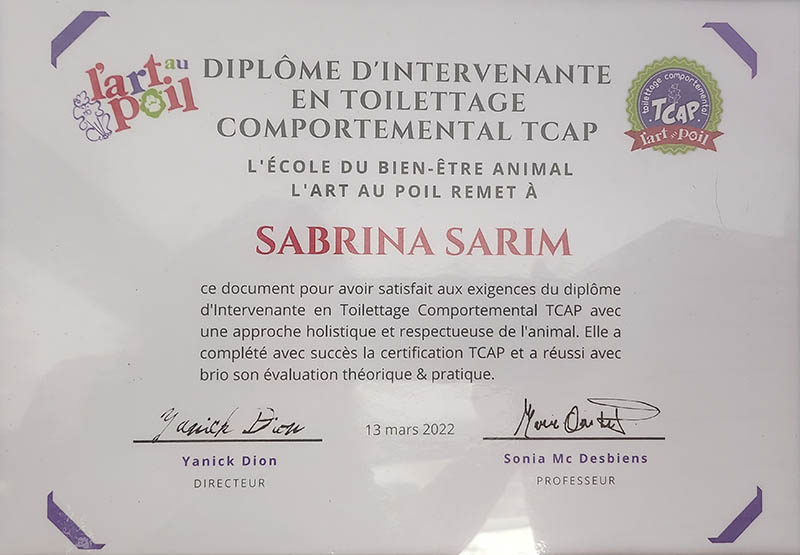 l'art au
poil
DIPLÔME D'INTERVENANTE
EN TOILETTAGE
COMPORTEMENTAL TCAP
toilettage comportemental
TCAP
l'art au poil
L'ÉCOLE DU BIEN-ÊTRE ANIMAL
L'ART AU POIL REMET À
SABRINA SARIM
ce document pour avoir satisfait aux exigences du diplôme
d'Intervenante en Toilettage Comportemental TCAP avec
une approche holistique et respectueuse de l'animal. Elle a
complété avec succès la certification TCAP et a réussi avec
brio son évaluation théorique & pratique.
Yanick Dion
13 mars 2022
Yanick Dion
DIRECTEUR
Sonia Mc Desbiens
PROFESSEUR